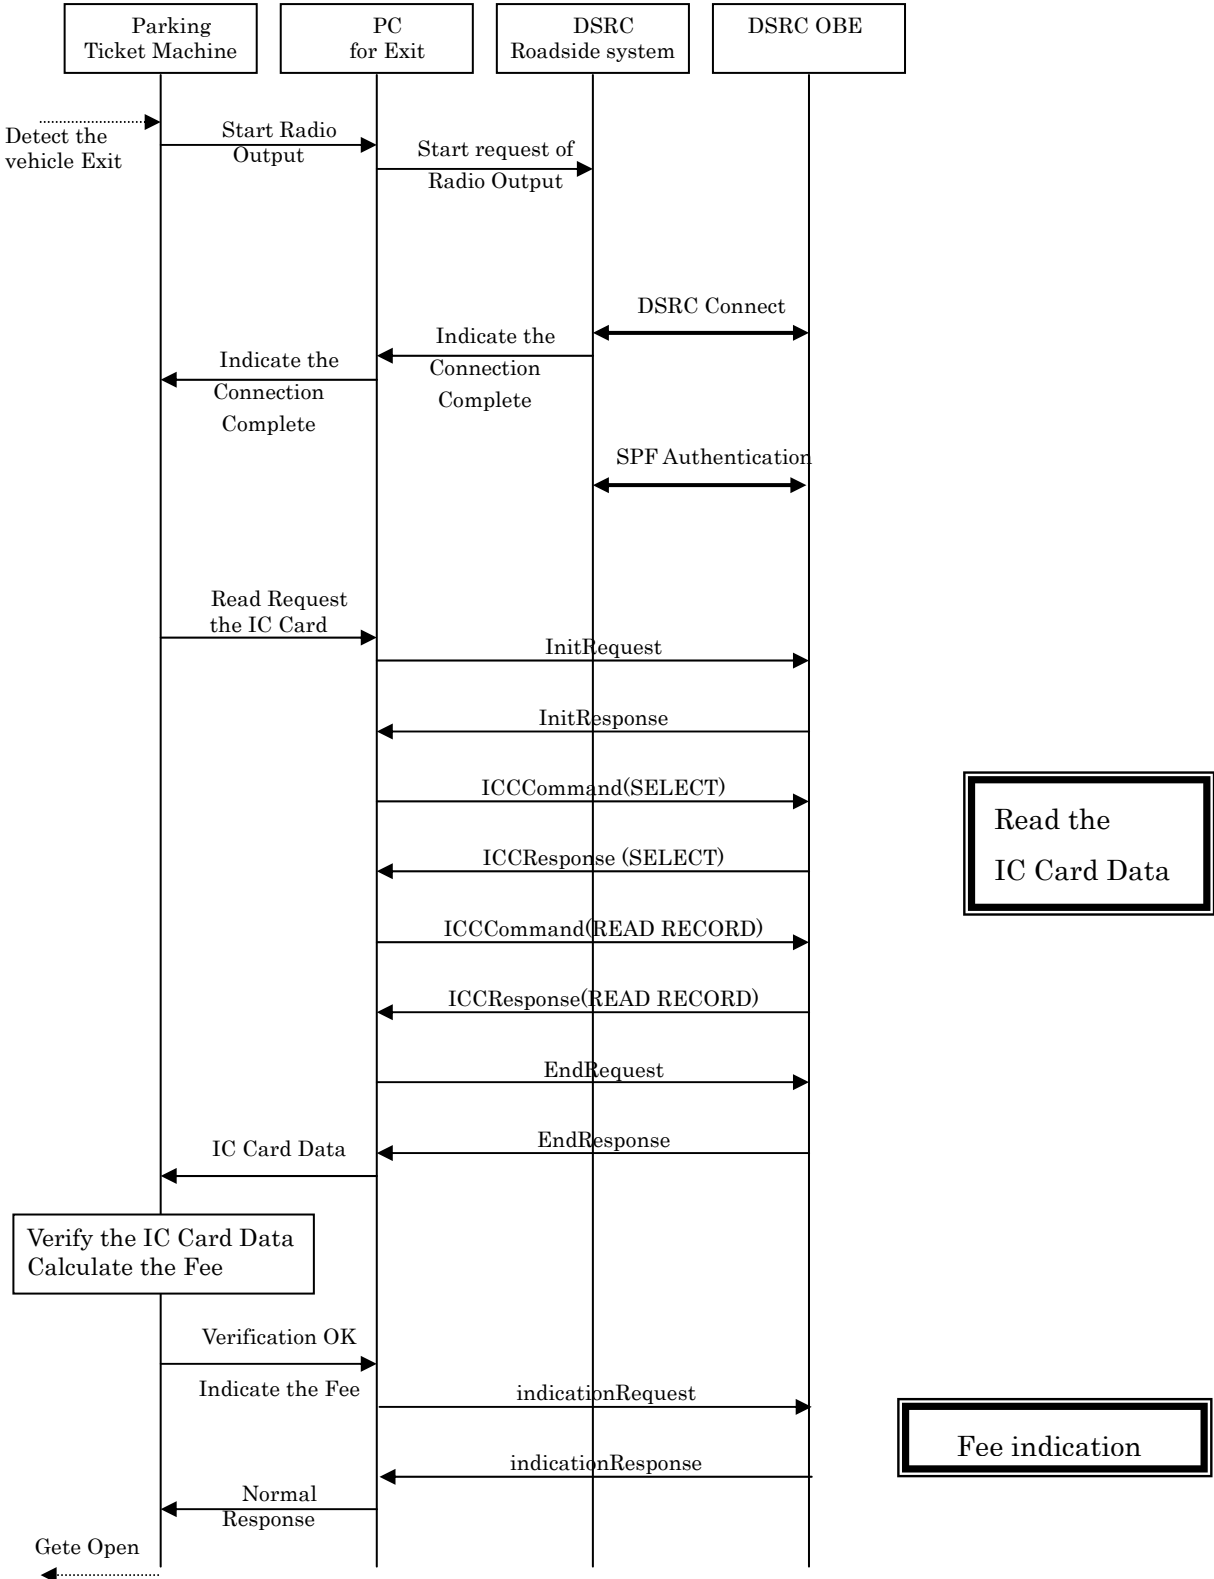 Parking
Ticket Machine
PC
for Exit
DSRC
Roadside system
DSRC OBE
Detect the
vehicle Exit
Start Radio
Output
Start request of
Radio Output
DSRC Connect
Indicate the
Connection
Complete
Indicate the
Connection
Complete
SPF Authentication
Read Request
the IC Card
InitRequest
InitResponse
ICCCommand(SELECT)
ICCResponse (SELECT)
Read the
IC Card Data
ICCCommand(READ RECORD)
ICCResponse(READ RECORD)
EndRequest
EndResponse
IC Card Data
Verify the IC Card Data
Calculate the Fee
Verification OK
Indicate the Fee
indicationRequest
Fee indication
indicationResponse
Normal
Response
Gete Open